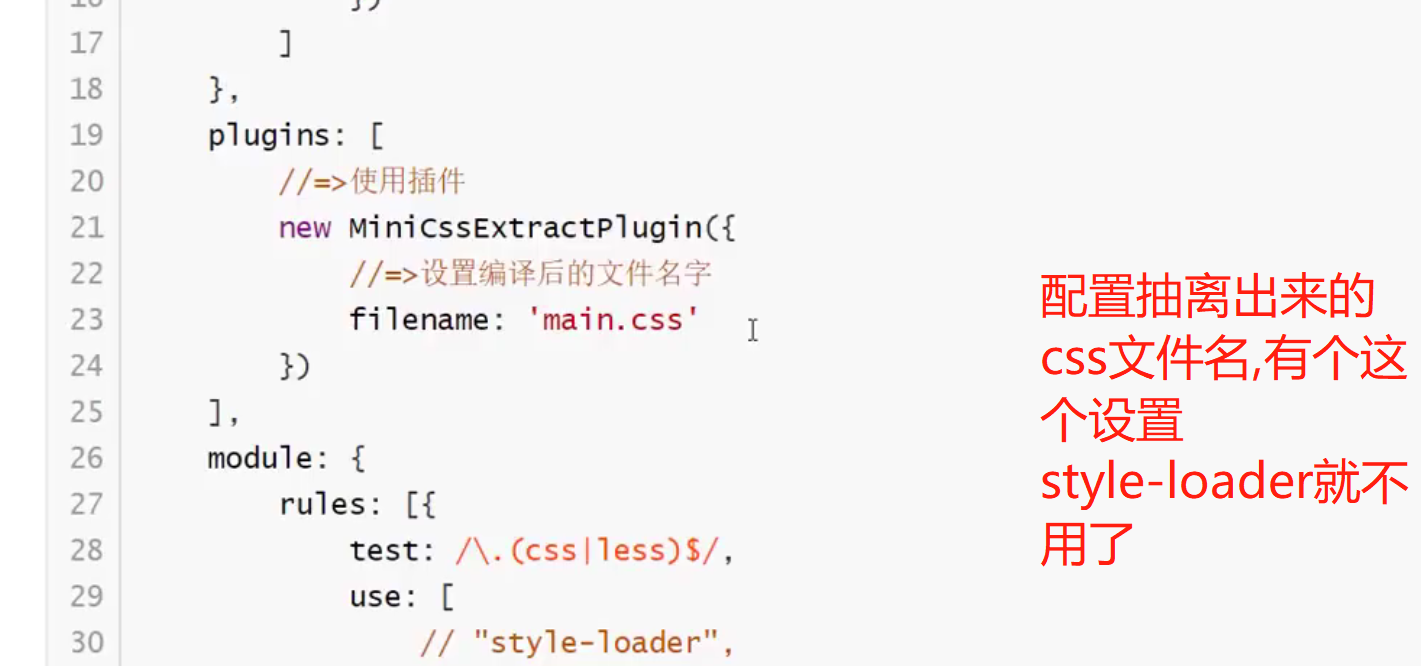 17 ]
18 },
19 plugins: [
20 //=>使用插件
21 new MiniCssExtractPlugin({
22 //=>设置编译后的文件名字
23 filename: 'main.css'
24 })
25 ],
26 module: {
27 rules: [{
28 test: /\.(css|less)$/,
29 use: [
30 // "style-loader",
配置抽离出来的
css文件名,有个这
个设置
style-loader就不
用了